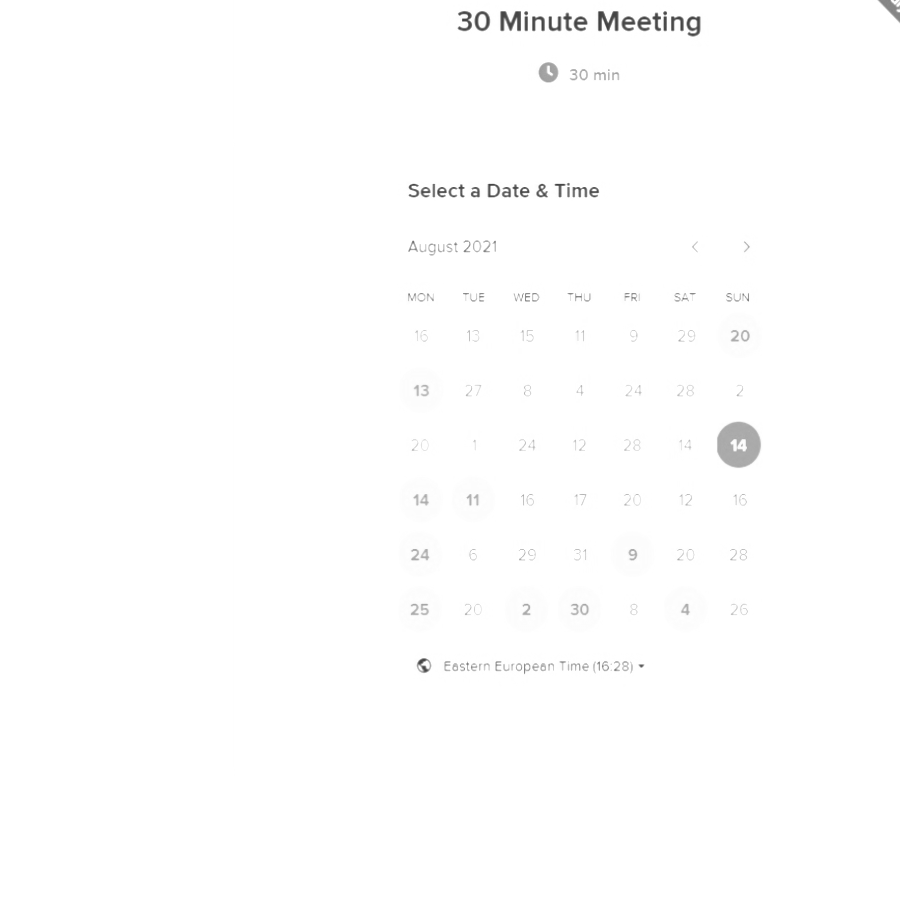 30 Minute Meeting
30 min
Select a Date & Time
August 2021
MON TUE WED THU FRI SAT SUN
16 13 15 11 9 29 20
13 27 8 4 24 28 2
20 1 24 12 28 14 14
14 11 16 17 20 12 16
24 6 29 31 9 20 28
25 20 2 30 8 4 26
Eastern European Time (16:28)